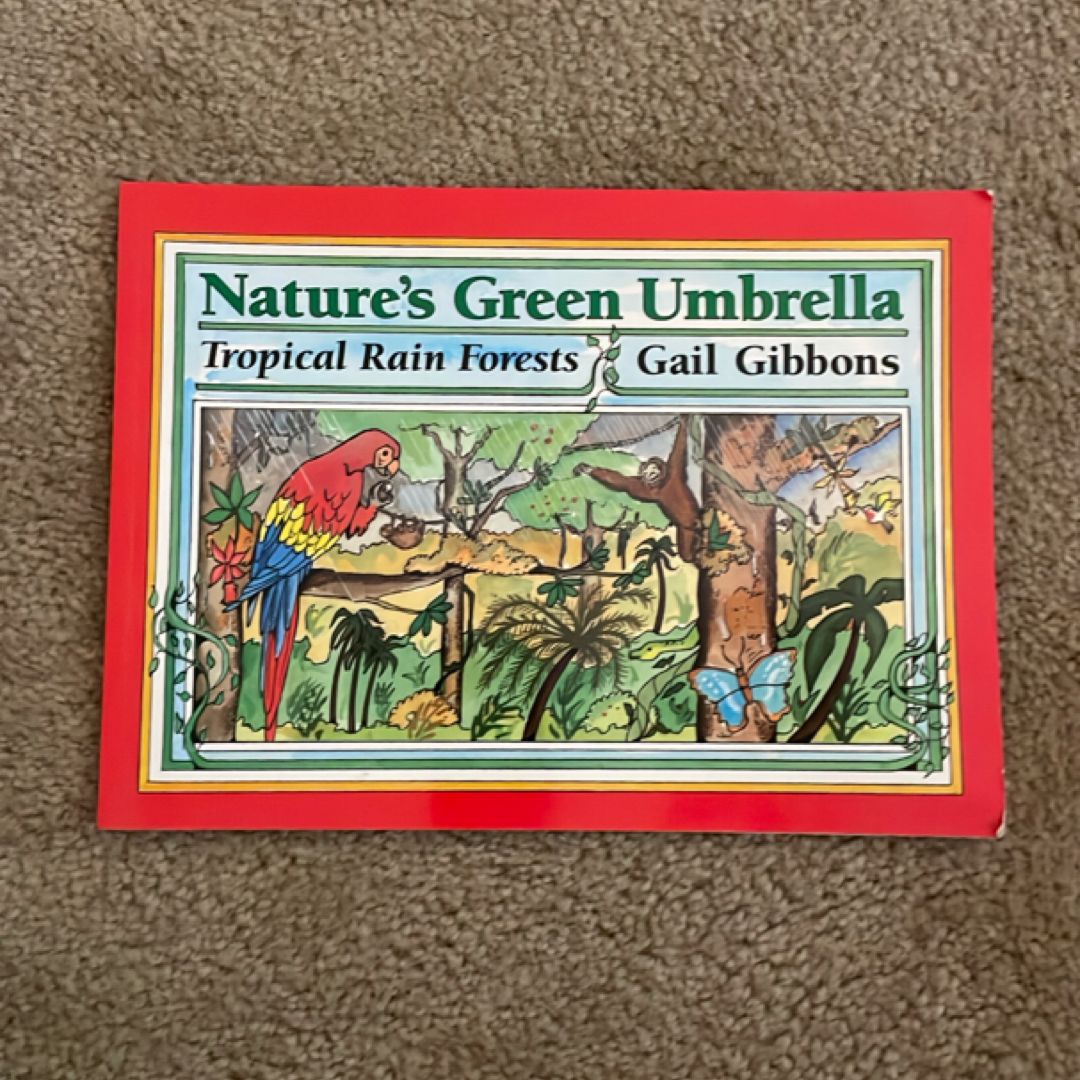 Nature's Green Umbrella
Tropical Rain Forests Gail Gibbons